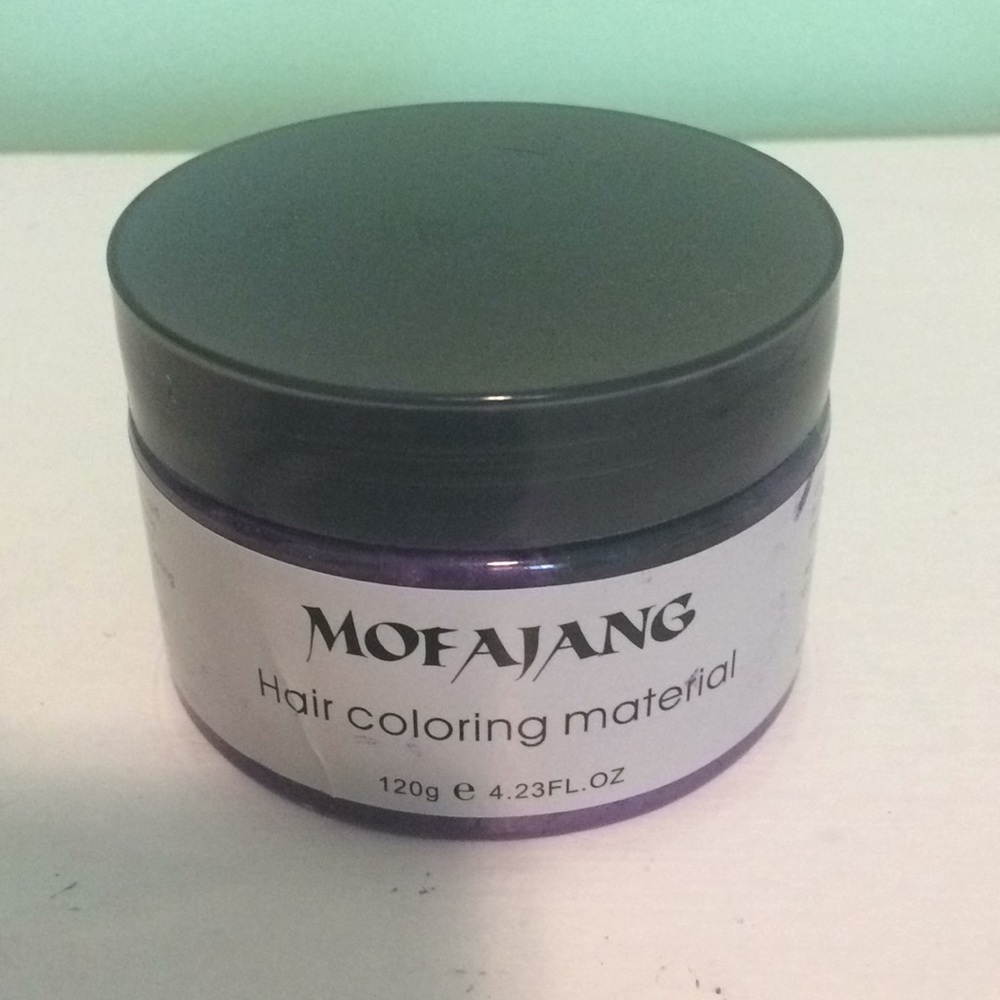 MOFAJANG
Hair coloring material
120g ℮ 4.23FL.OZ